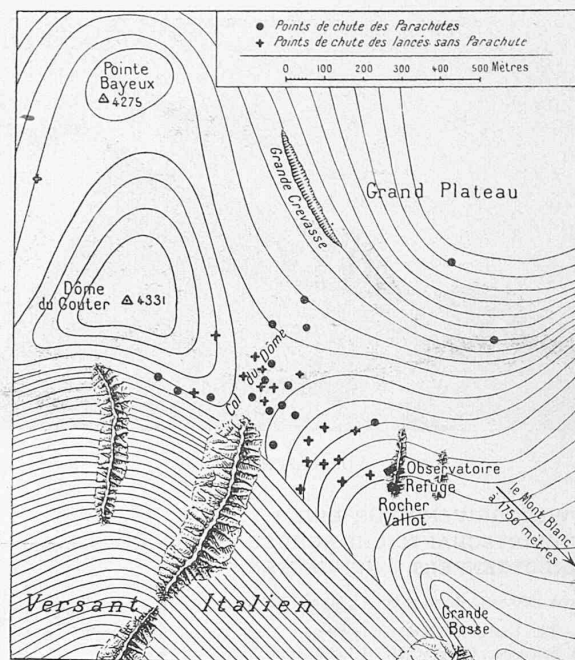 Points de chute des Parachutes
Points de chute des lancés sans Parachute
0 100 200 300 400 500 Mètres
Pointe
Bayeux
4275
Grande Crevasse
Grand Plateau
Dôme
du Gouter
4331
Col du Dôme
Observatoire
Refuge
Rocher
Vallot
le Mont Blanc
à 1750 mètres
Versant Italien
Grande
Bosse